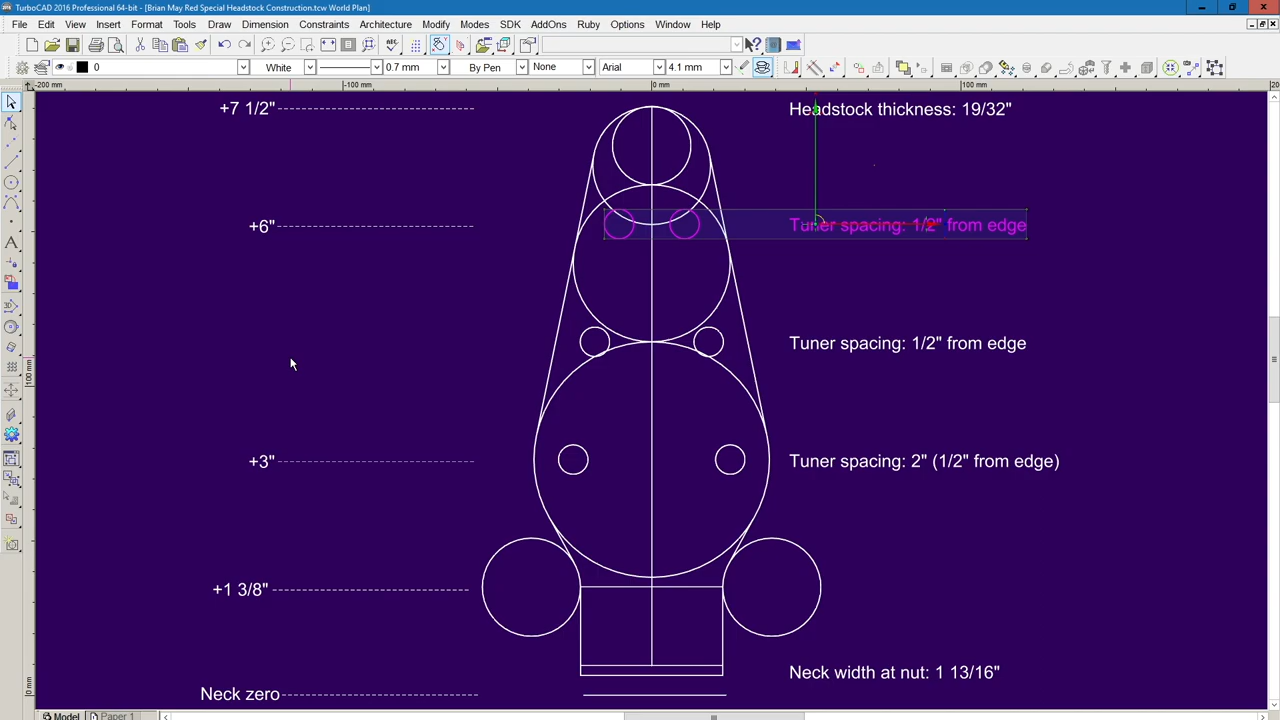 TurboCAD 2016 Professional 64-bit - [Brian May Red Special Headstock Construction.tcw World Plan]
File Edit View Insert Format Tools Draw Dimension Constraints Architecture Modify Modes SDK AddOns Ruby Options Window Help
0 White 0.7 mm By Pen None Arial 4.1 mm
-200 mm -100 mm 0 mm 100 mm
+7 1/2" Headstock thickness: 19/32"
+6" Tuner spacing: 1/2" from edge
Tuner spacing: 1/2" from edge
100 mm
+3" Tuner spacing: 2" (1/2" from edge)
+1 3/8"
Neck width at nut: 1 13/16"
0 mm
Neck zero
Model Paper 1